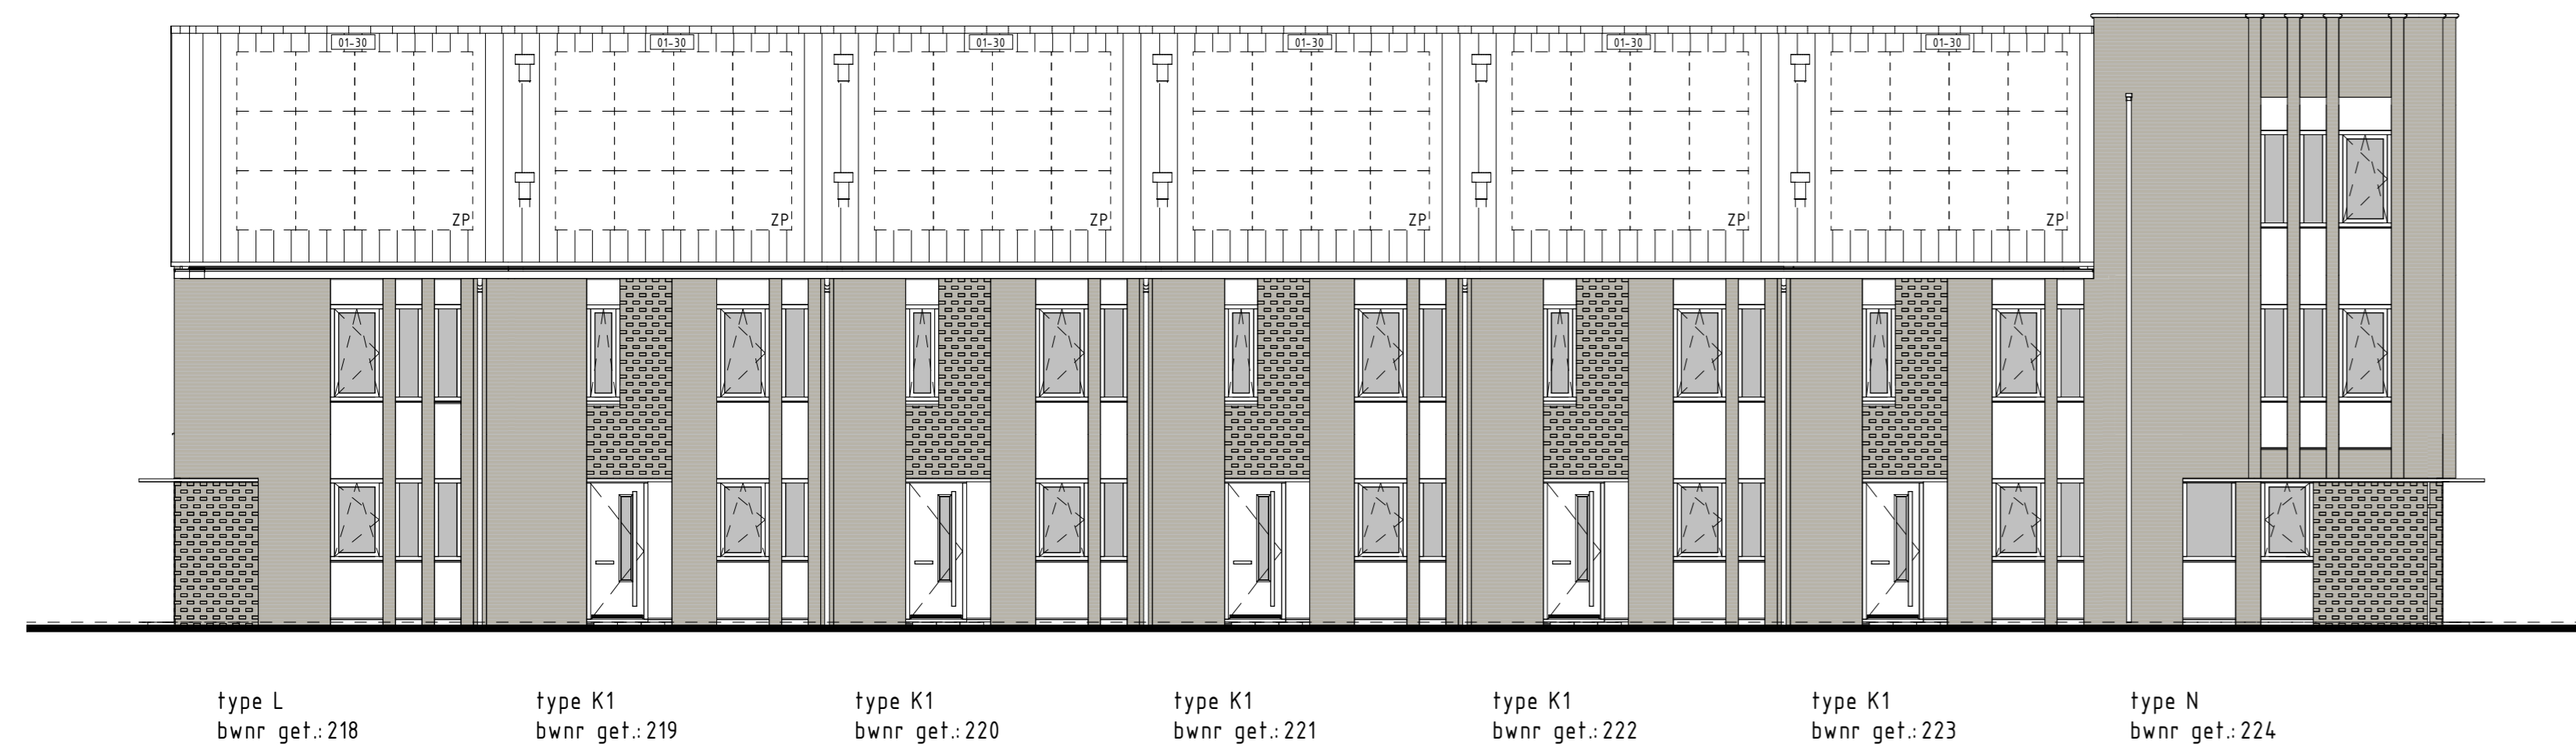 01-30 01-30 01-30 01-30 01-30 01-30
ZP ZP ZP ZP ZP ZP
type L
bwnr get.: 218
type K1
bwnr get.: 219
type K1
bwnr get.: 220
type K1
bwnr get.: 221
type K1
bwnr get.: 222
type K1
bwnr get.: 223
type N
bwnr get.: 224